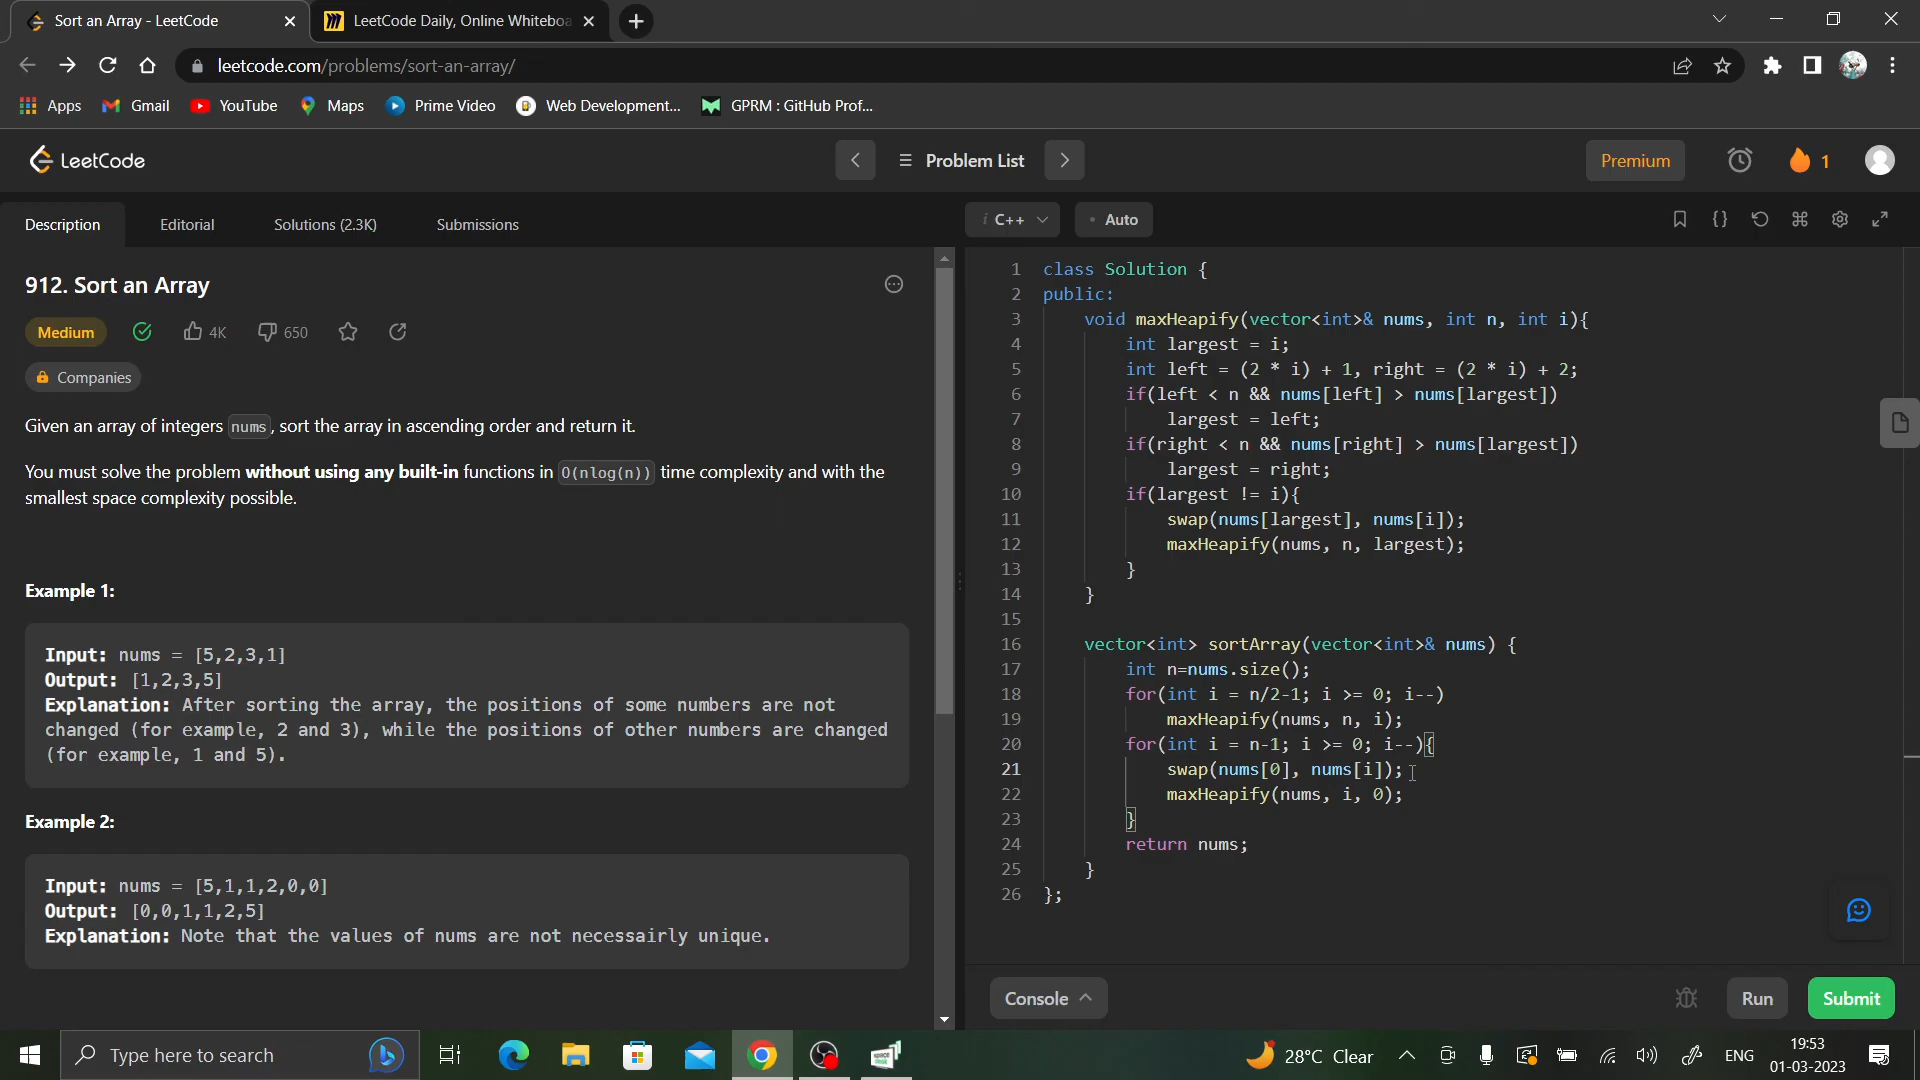 Sort an Array - LeetCode
LeetCode Daily, Online Whiteboa
leetcode.com/problems/sort-an-array/
Apps
Gmail
YouTube
Maps
Prime Video
Web Development...
GPRM : GitHub Prof...
LeetCode
Problem List
Premium
1
Description
Editorial
Solutions (2.3K)
Submissions
i C++
Auto
912. Sort an Array
Medium
4K
650
Companies
Given an array of integers nums, sort the array in ascending order and return it.
You must solve the problem without using any built-in functions in O(nlog(n)) time complexity and with the
smallest space complexity possible.
Example 1:
Input: nums = [5,2,3,1]
Output: [1,2,3,5]
Explanation: After sorting the array, the positions of some numbers are not
changed (for example, 2 and 3), while the positions of other numbers are changed
(for example, 1 and 5).
Example 2:
Input: nums = [5,1,1,2,0,0]
Output: [0,0,1,1,2,5]
Explanation: Note that the values of nums are not necessairly unique.
1 class Solution {
2 public:
3 void maxHeapify(vector<int>& nums, int n, int i){
4 int largest = i;
5 int left = (2 * i) + 1, right = (2 * i) + 2;
6 if(left < n && nums[left] > nums[largest])
7 largest = left;
8 if(right < n && nums[right] > nums[largest])
9 largest = right;
10 if(largest != i){
11 swap(nums[largest], nums[i]);
12 maxHeapify(nums, n, largest);
13 }
14 }
15
16 vector<int> sortArray(vector<int>& nums) {
17 int n=nums.size();
18 for(int i = n/2-1; i >= 0; i--)
19 maxHeapify(nums, n, i);
20 for(int i = n-1; i >= 0; i--){
21 swap(nums[0], nums[i]);
22 maxHeapify(nums, i, 0);
23 }
24 return nums;
25 }
26 };
Console
Run
Submit
Type here to search
28°C Clear
ENG
19:53
01-03-2023